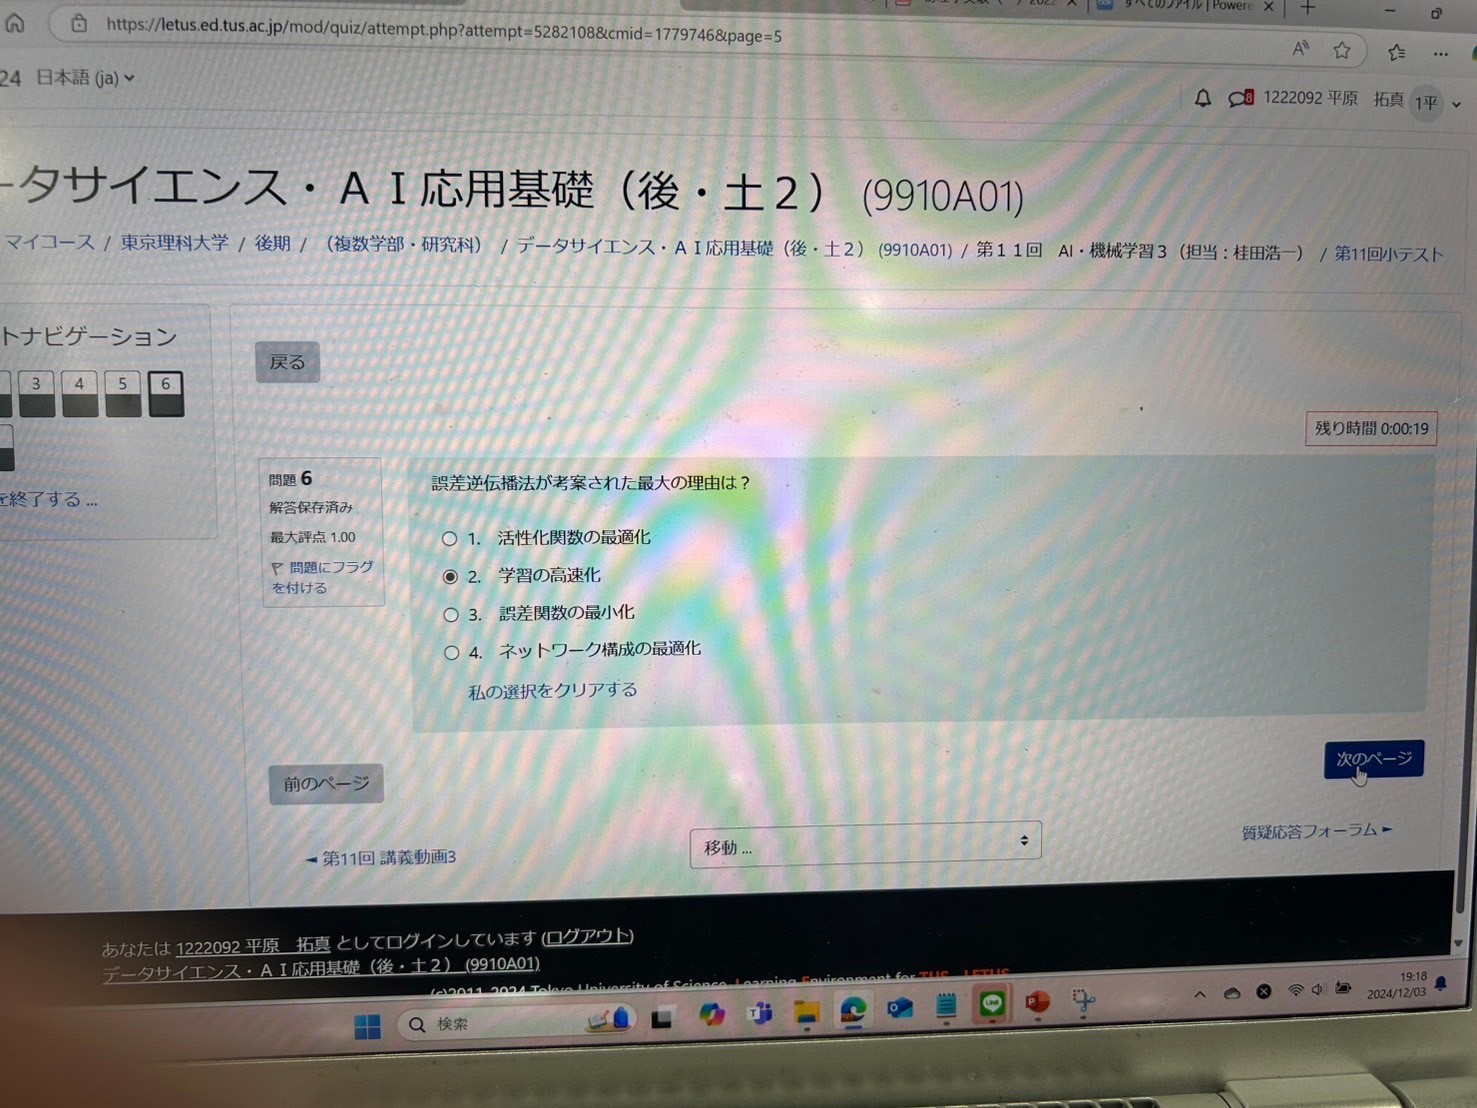 https://letus.ed.tus.ac.jp/mod/quiz/attempt.php?attempt=5282108&cmid=1779746&page=5
24 日本語 (ja)
8 1222092 平原 拓真 1平
ータサイエンス・ＡＩ応用基礎（後・土２） (9910A01)
マイコース / 東京理科大学 / 後期 / （複数学部・研究科） / データサイエンス・ＡＩ応用基礎（後・土２） (9910A01) / 第１１回 AI・機械学習３（担当：桂田浩一） / 第11回小テスト
トナビゲーション
3 4 5 6
を終了する ...
戻る
残り時間 0:00:19
問題 6
解答保存済み
最大評点 1.00
問題にフラグを付ける
誤差逆伝播法が考案された最大の理由は？
1. 活性化関数の最適化
2. 学習の高速化
3. 誤差関数の最小化
4. ネットワーク構成の最適化
私の選択をクリアする
前のページ
次のページ
◄ 第11回 講義動画3
移動 ...
質疑応答フォーラム ►
あなたは 1222092 平原 拓真 としてログインしています (ログアウト)
データサイエンス・ＡＩ応用基礎（後・土２） (9910A01)
(c)2011-2024 Tokyo University of Science. Learning Environment for TUS - LETUS
検索
19:18
2024/12/03